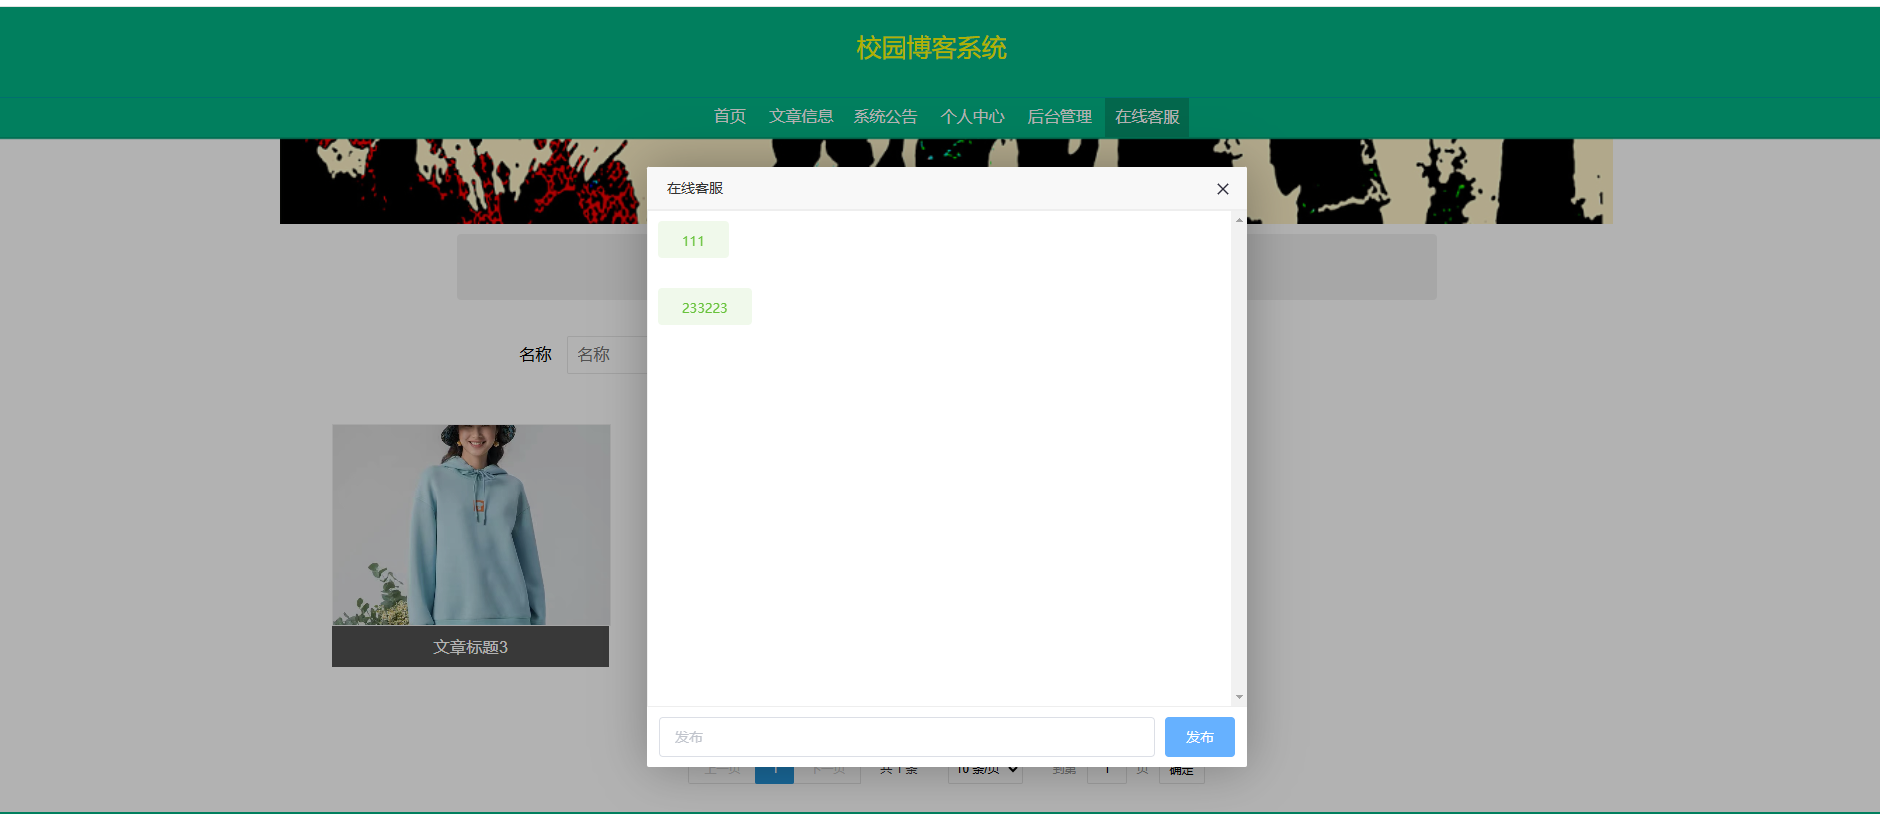 校园博客系统
首页 文章信息 系统公告 个人中心 后台管理 在线客服
在线客服
111
233223
名称 名称
文章标题3
发布 发布
上一页 1 下一页 共 1 条 10 条/页 到第 1 页 确定